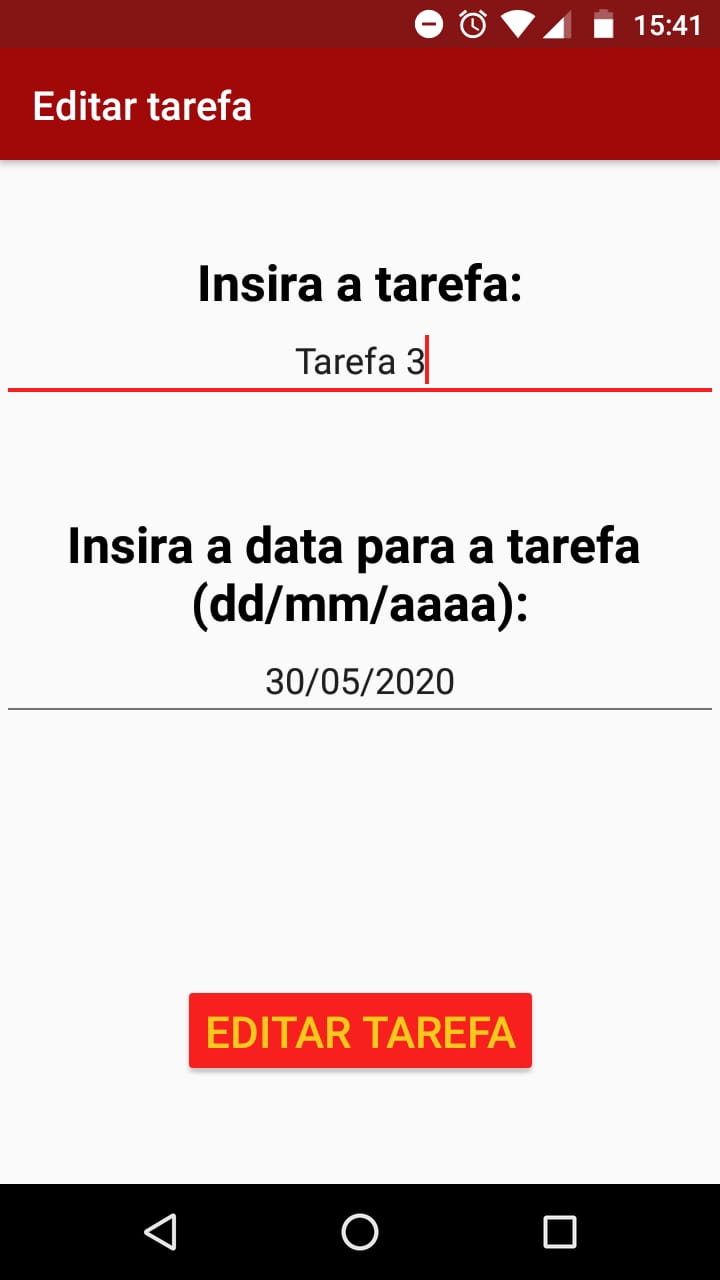 15:41
Editar tarefa
Insira a tarefa:
Tarefa 3
Insira a data para a tarefa
(dd/mm/aaaa):
30/05/2020
EDITAR TAREFA